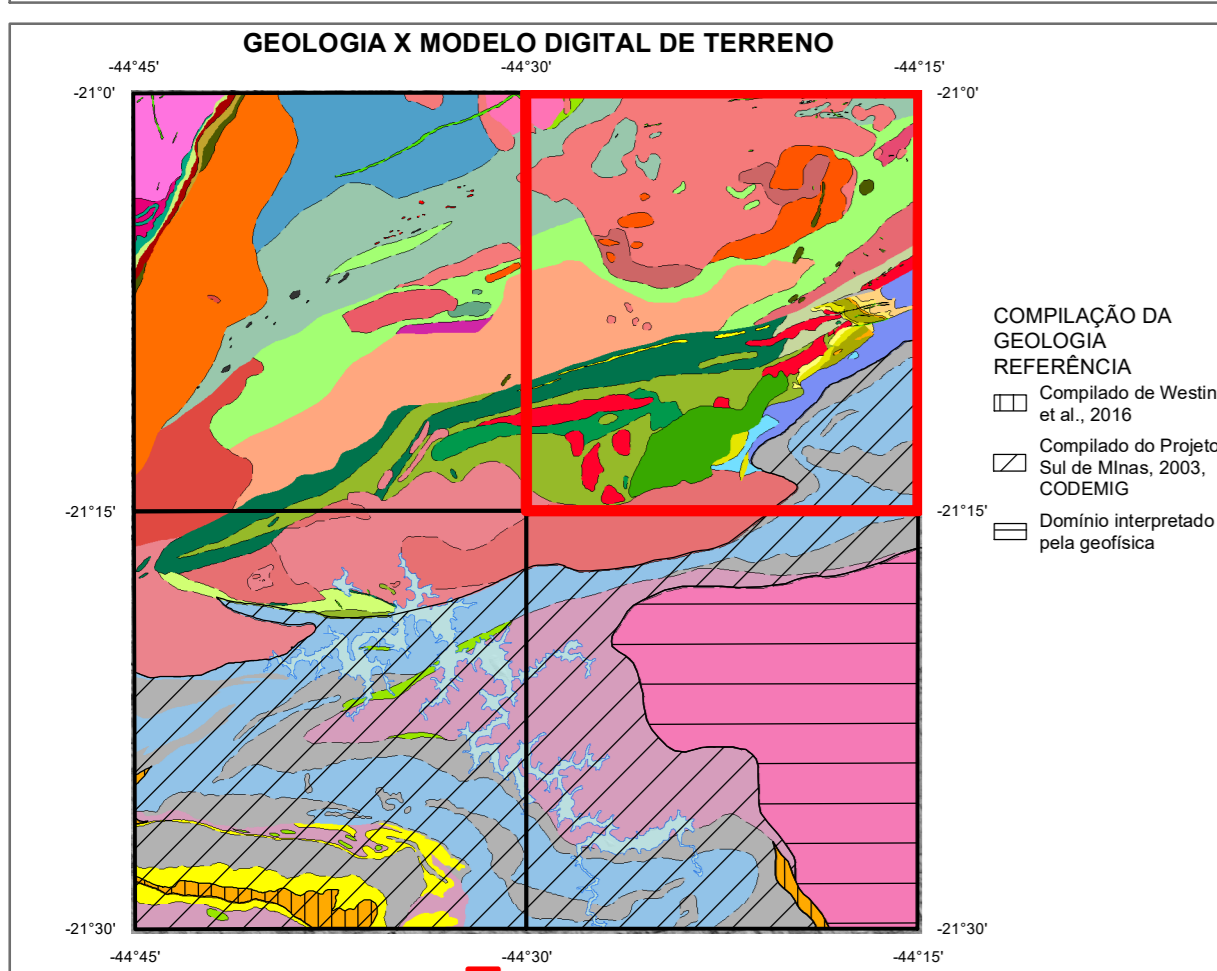 GEOLOGIA X MODELO DIGITAL DE TERRENO
-44°45' -44°30' -44°15'
-21°0' -21°0'
COMPILAÇÃO DA
GEOLOGIA
REFERÊNCIA
Compilado de Westin
et al., 2016
Compilado do Projeto
Sul de MInas, 2003,
CODEMIG
Domínio interpretado
pela geofísica
-21°15' -21°15'
-21°30' -21°30'
-44°45' -44°30' -44°15'